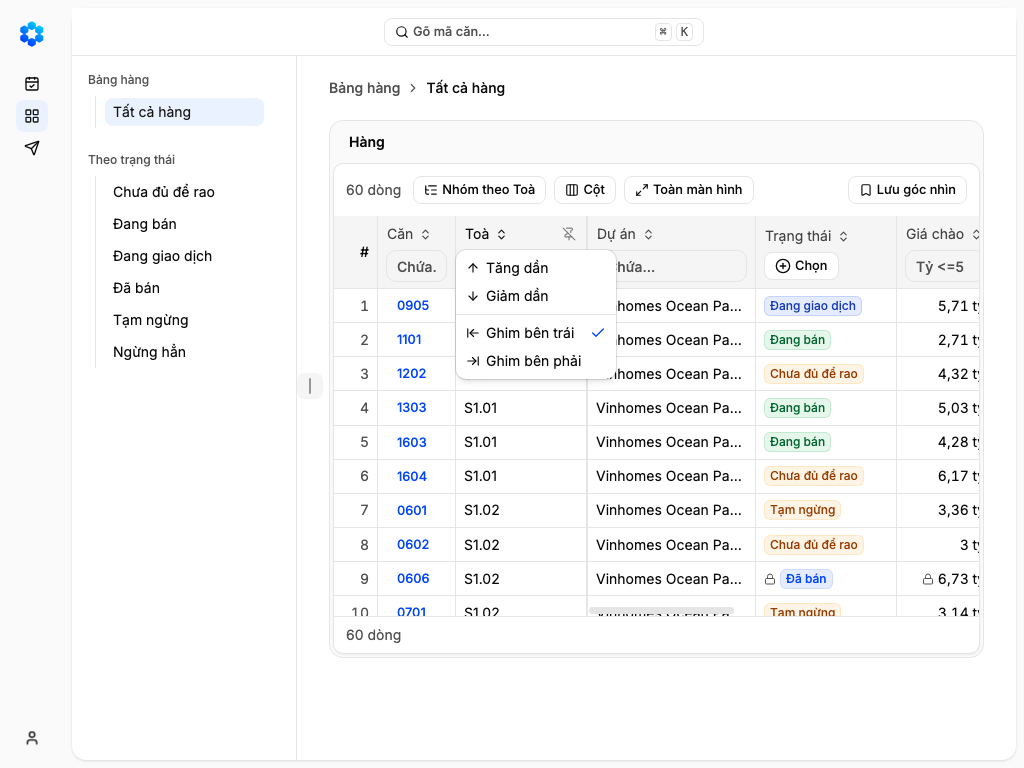 Gõ mã căn... ⌘ K
Bảng hàng
Tất cả hàng
Theo trạng thái
Chưa đủ để rao
Đang bán
Đang giao dịch
Đã bán
Tạm ngừng
Ngừng hẳn
Bảng hàng > Tất cả hàng
Hàng
60 dòng Nhóm theo Toà Cột Toàn màn hình Lưu góc nhìn
# Căn Toà Dự án Trạng thái Giá chào
Chứa. hứa... Chọn Tỷ <=5
Tăng dần
Giảm dần
Ghim bên trái
Ghim bên phải
1 0905 nhomes Ocean Pa... Đang giao dịch 5,71 tỷ
2 1101 nhomes Ocean Pa... Đang bán 2,71 tỷ
3 1202 nhomes Ocean Pa... Chưa đủ để rao 4,32 tỷ
4 1303 S1.01 Vinhomes Ocean Pa... Đang bán 5,03 tỷ
5 1603 S1.01 Vinhomes Ocean Pa... Đang bán 4,28 tỷ
6 1604 S1.01 Vinhomes Ocean Pa... Chưa đủ để rao 6,17 tỷ
7 0601 S1.02 Vinhomes Ocean Pa... Tạm ngừng 3,36 tỷ
8 0602 S1.02 Vinhomes Ocean Pa... Chưa đủ để rao 3 tỷ
9 0606 S1.02 Vinhomes Ocean Pa... Đã bán 6,73 tỷ
10 0701 S1.02 Vinhomes Ocean Pa... Tạm ngừng 3,14 tỷ
60 dòng